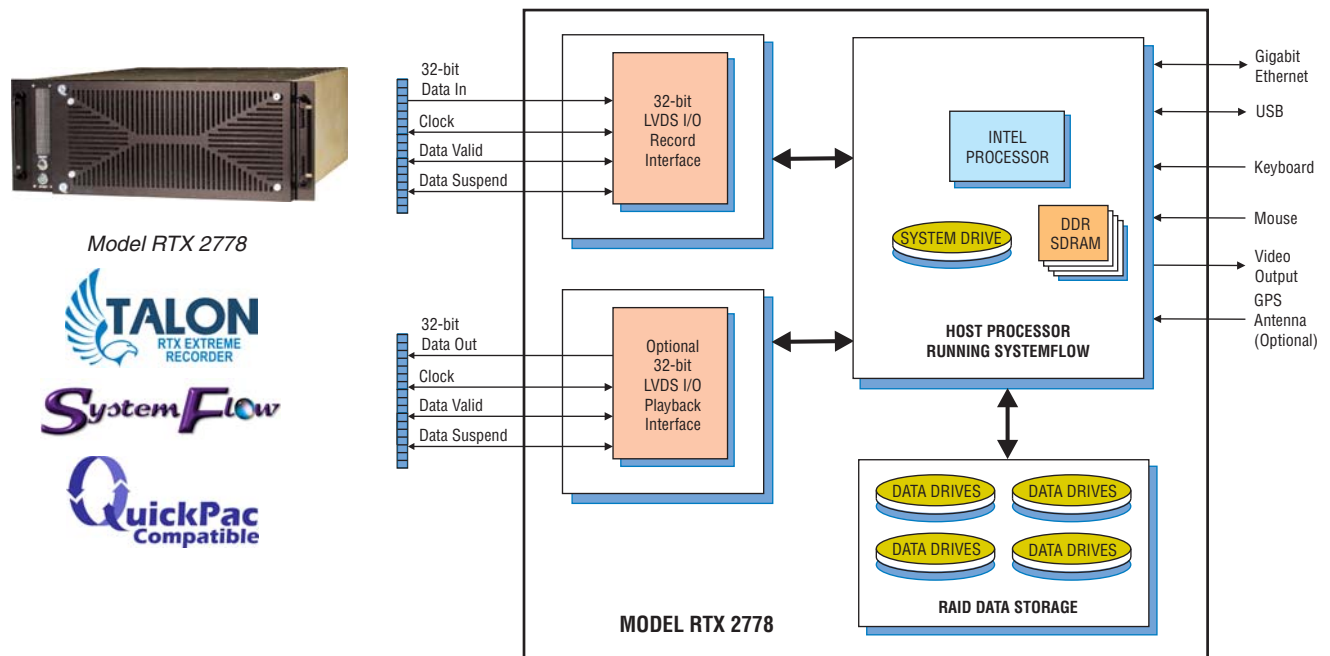 Model RTX 2778
TALON
RTX EXTREME
RECORDER
SystemFlow
QuickPac
Compatible
32-bit
Data In
Clock
Data Valid
Data Suspend
32-bit
LVDS I/O
Record
Interface
32-bit
Data Out
Clock
Data Valid
Data Suspend
Optional
32-bit
LVDS I/O
Playback
Interface
INTEL
PROCESSOR
SYSTEM DRIVE
DDR
SDRAM
HOST PROCESSOR
RUNNING SYSTEMFLOW
Gigabit
Ethernet
USB
Keyboard
Mouse
Video
Output
GPS
Antenna
(Optional)
DATA DRIVES
DATA DRIVES
DATA DRIVES
DATA DRIVES
RAID DATA STORAGE
MODEL RTX 2778